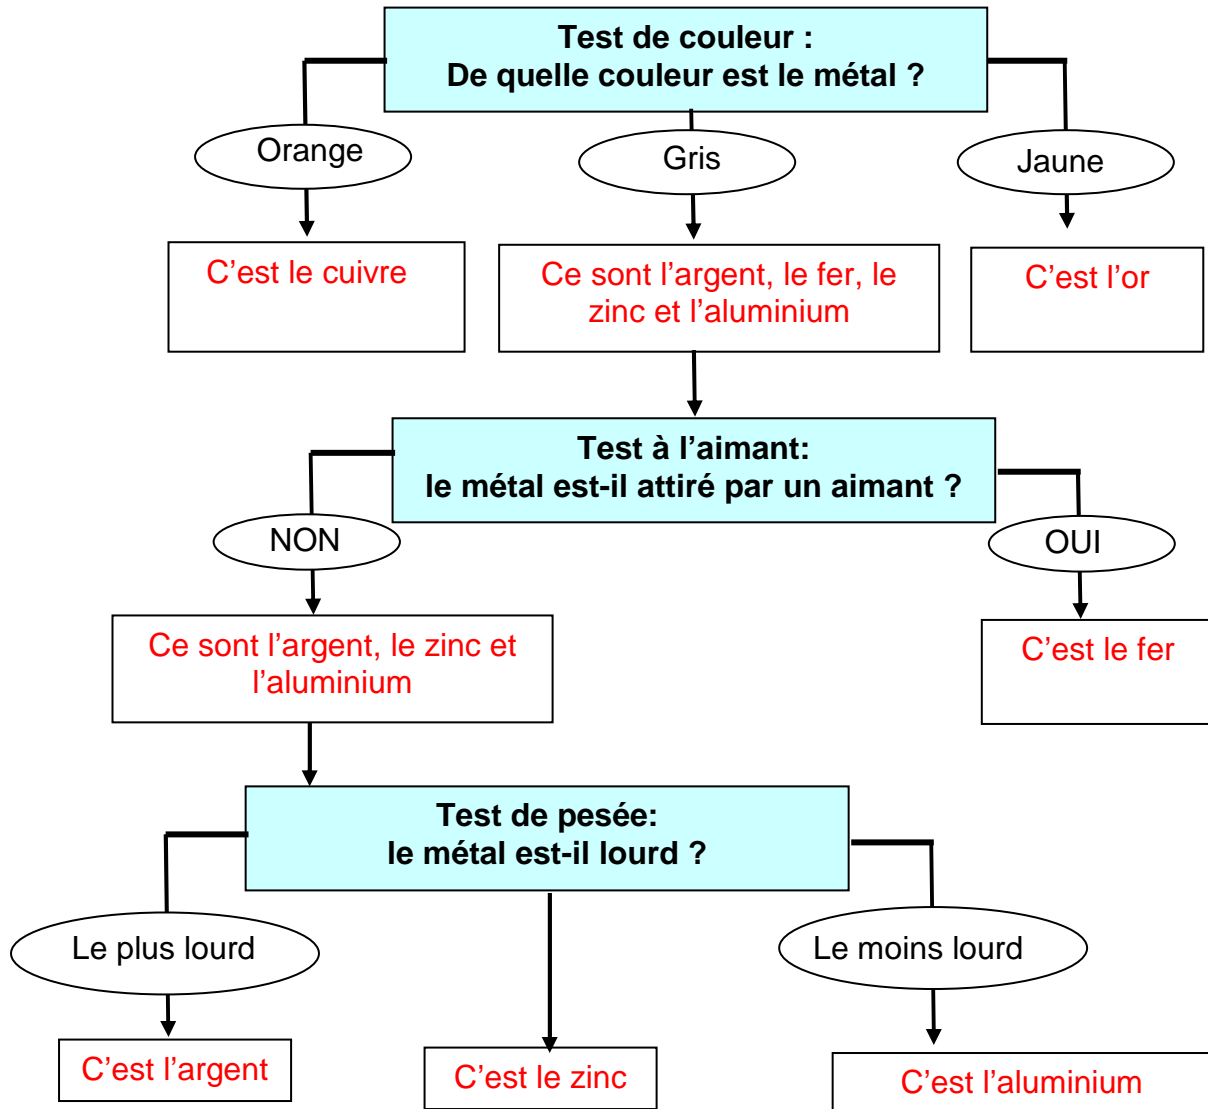 Test de couleur :
De quelle couleur est le métal ?
Orange
Gris
Jaune
C’est le cuivre
Ce sont l’argent, le fer, le
zinc et l’aluminium
C’est l’or
Test à l’aimant:
le métal est-il attiré par un aimant ?
NON
OUI
Ce sont l’argent, le zinc et
l’aluminium
C’est le fer
Test de pesée:
le métal est-il lourd ?
Le plus lourd
Le moins lourd
C’est l’argent
C’est le zinc
C’est l’aluminium